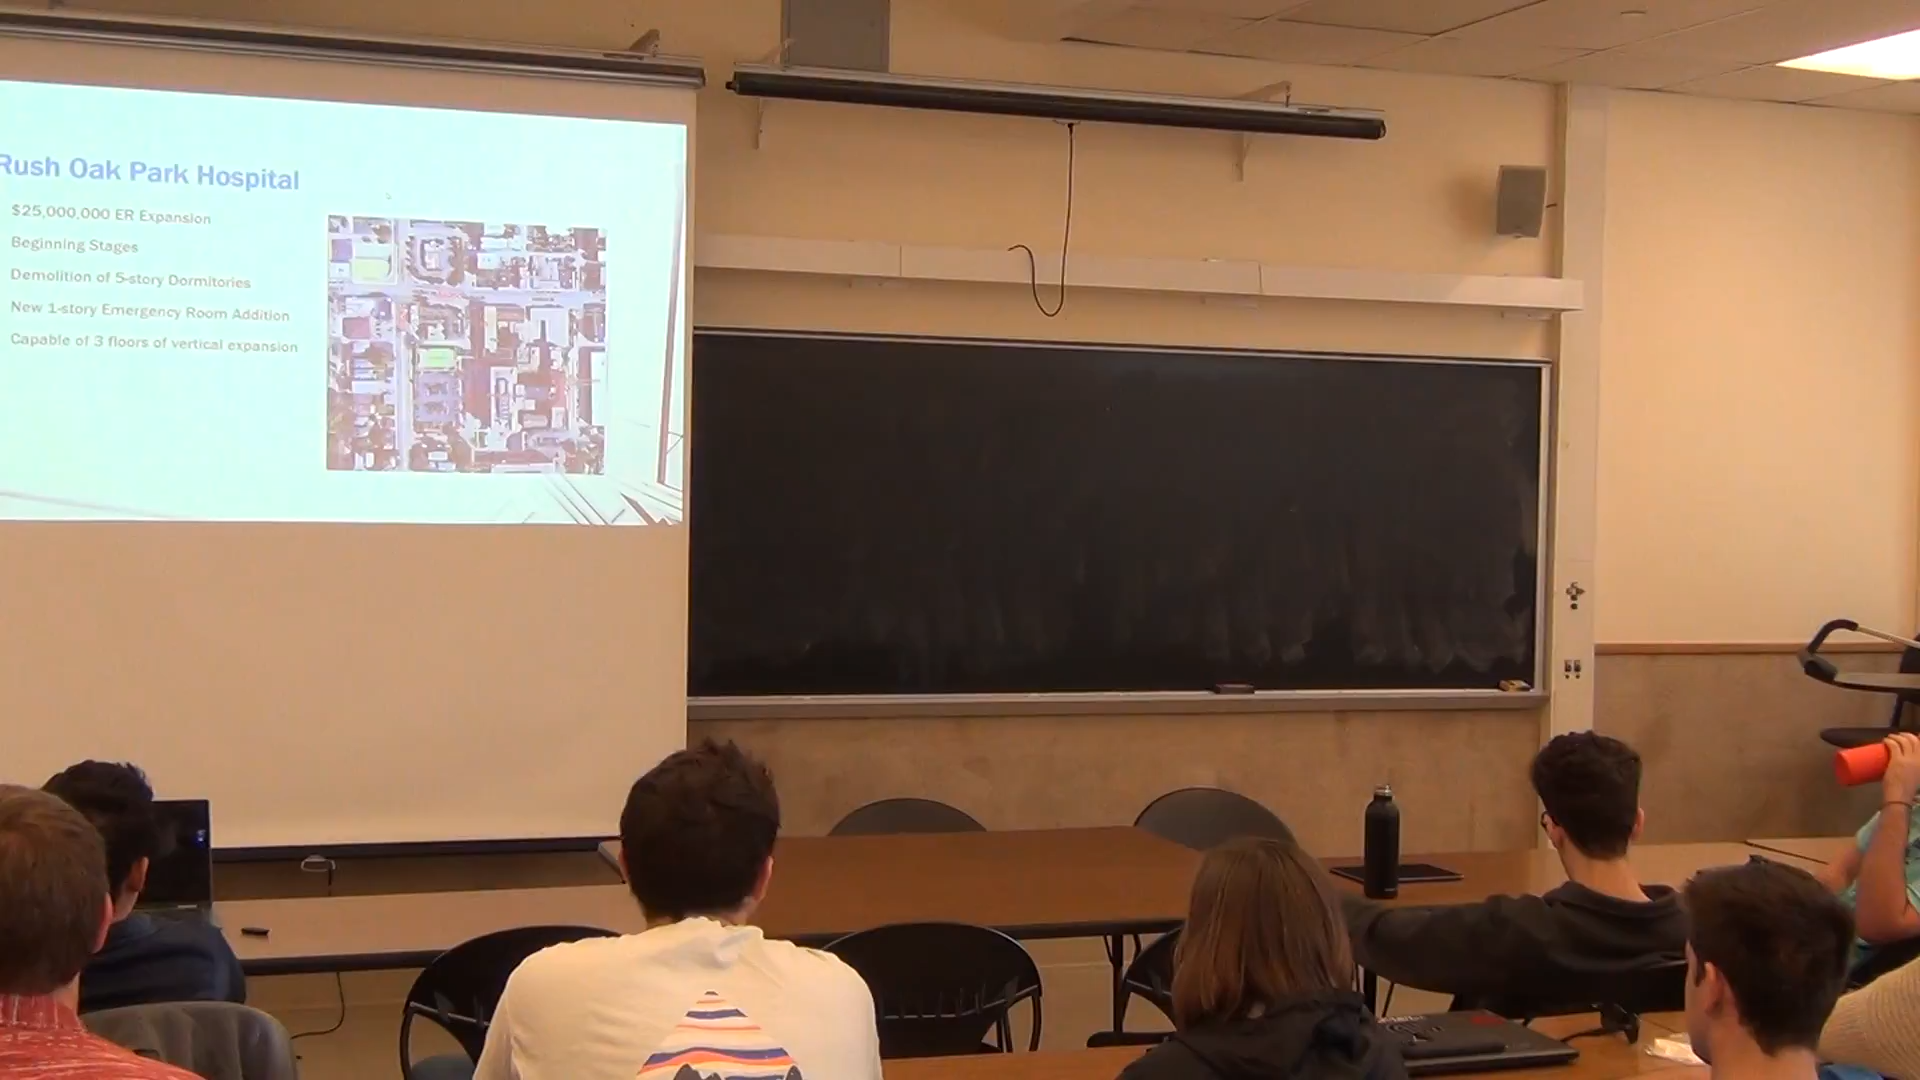 Rush Oak Park Hospital
$25,000,000 ER Expansion
Beginning Stages
Demolition of 5-story Dormitories
New 1-story Emergency Room Addition
Capable of 3 floors of vertical expansion